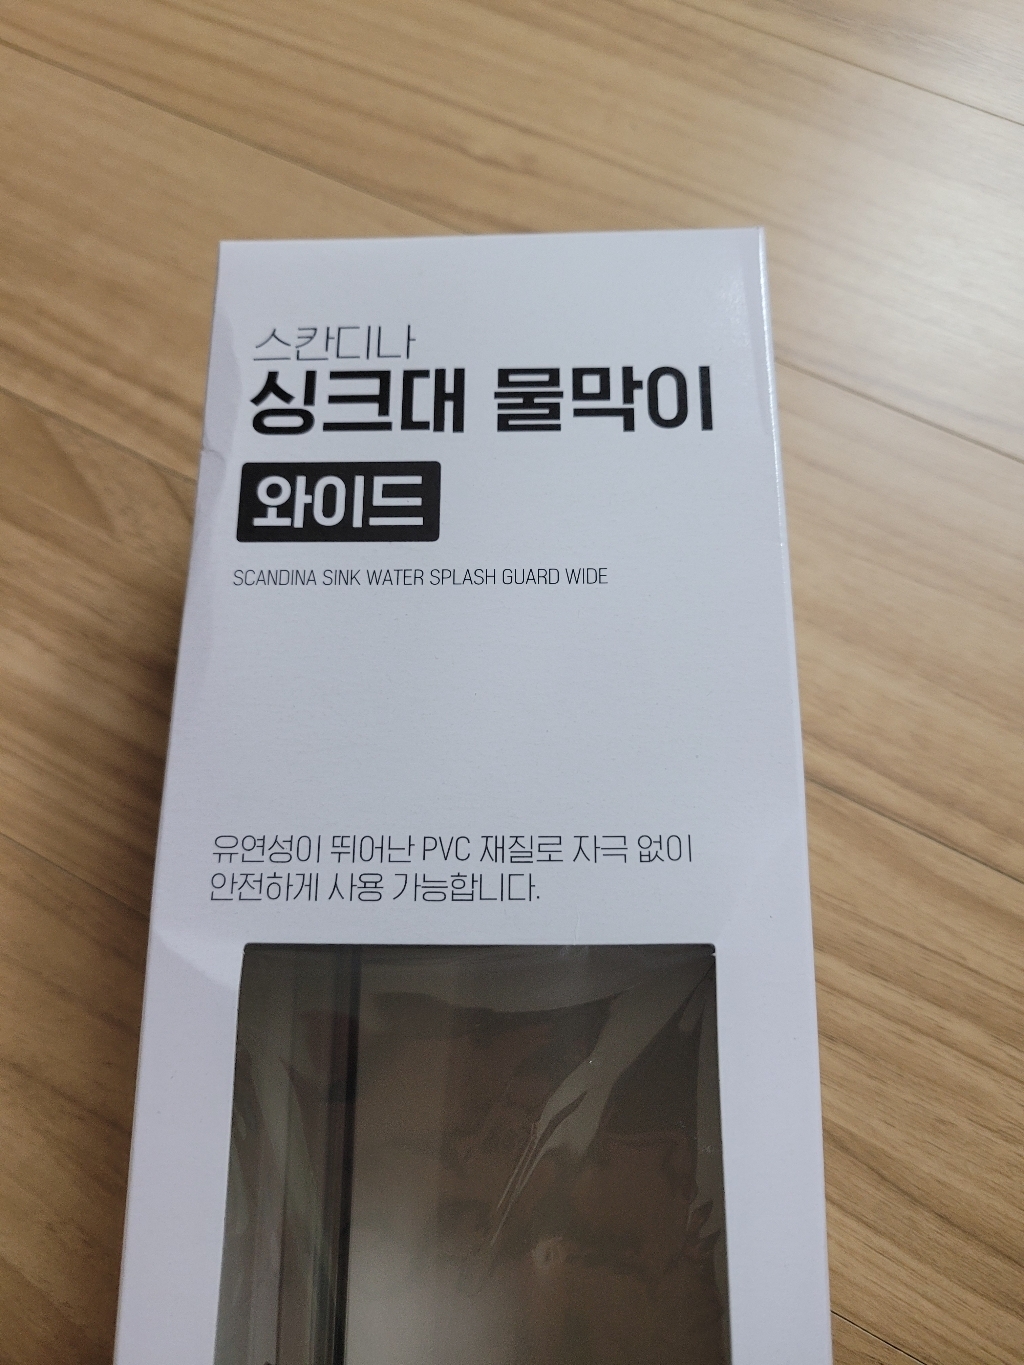 스칸디나
싱크대 물막이
와이드
SCANDINA SINK WATER SPLASH GUARD WIDE
유연성이 뛰어난 PVC 재질로 자극 없이
안전하게 사용 가능합니다.